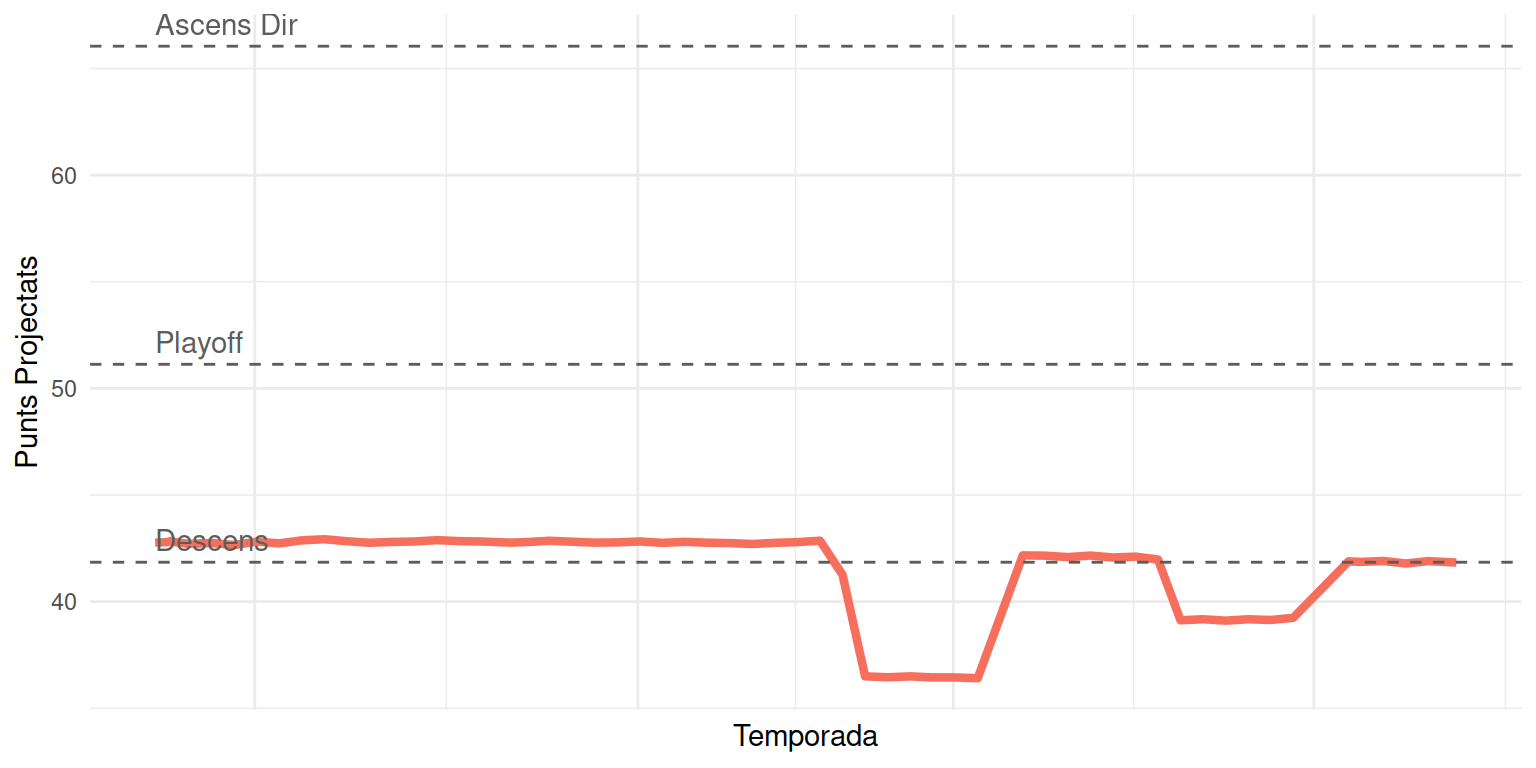 Ascens Dir
60
Playoff
50
Descens
40
Punts Projectats
Temporada